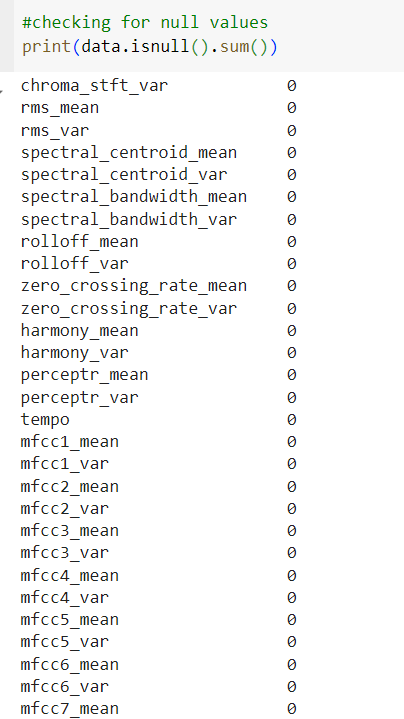 #checking for null values
print(data.isnull().sum())
chroma_stft_var 0
rms_mean 0
rms_var 0
spectral_centroid_mean 0
spectral_centroid_var 0
spectral_bandwidth_mean 0
spectral_bandwidth_var 0
rolloff_mean 0
rolloff_var 0
zero_crossing_rate_mean 0
zero_crossing_rate_var 0
harmony_mean 0
harmony_var 0
perceptr_mean 0
perceptr_var 0
tempo 0
mfcc1_mean 0
mfcc1_var 0
mfcc2_mean 0
mfcc2_var 0
mfcc3_mean 0
mfcc3_var 0
mfcc4_mean 0
mfcc4_var 0
mfcc5_mean 0
mfcc5_var 0
mfcc6_mean 0
mfcc6_var 0
mfcc7_mean 0